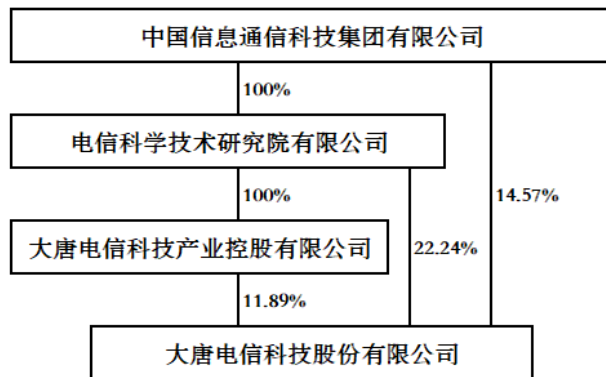 中国信息通信科技集团有限公司
100%
电信科学技术研究院有限公司
100%
14.57%
大唐电信科技产业控股有限公司
22.24%
11.89%
大唐电信科技股份有限公司